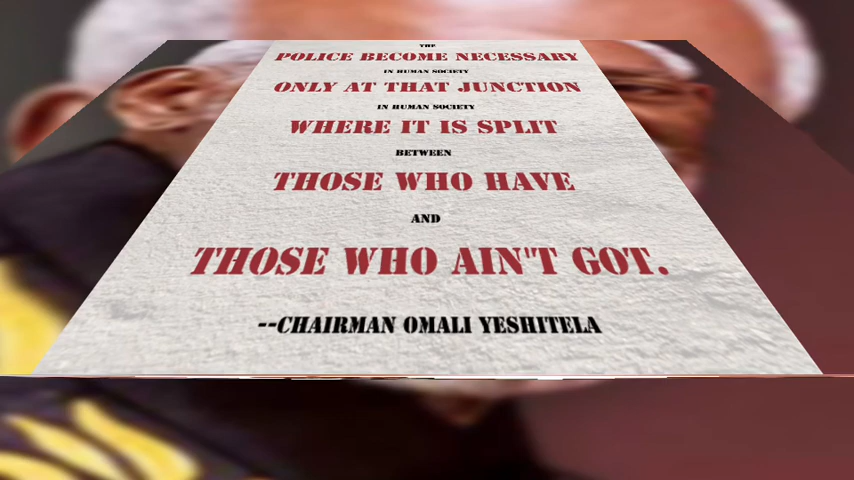 THE
POLICE BECOME NECESSARY
IN HUMAN SOCIETY
ONLY AT THAT JUNCTION
IN HUMAN SOCIETY
WHERE IT IS SPLIT
BETWEEN
THOSE WHO HAVE
AND
THOSE WHO AIN'T GOT.
--CHAIRMAN OMALI YESHITELA